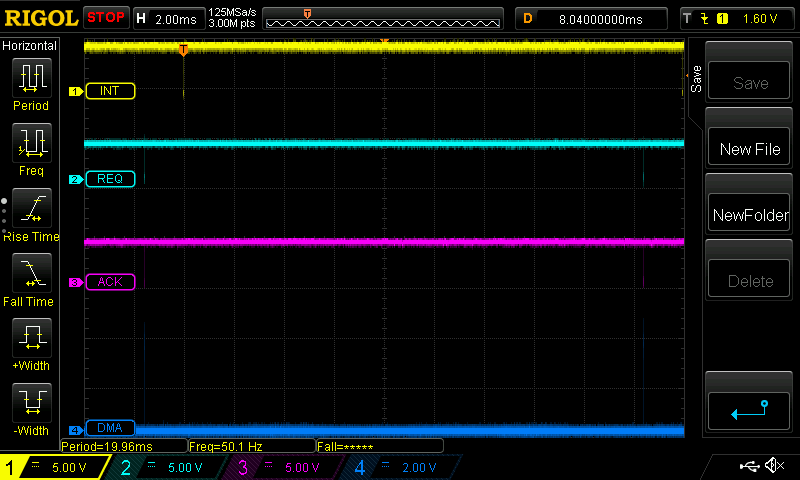 RIGOL STOP H 2.00ms 125MSa/s D 8.04000000ms T 1 1.60 V
3.00M pts
T
Horizontal
Period
Freq
Rise Time
Fall Time
+Width
-Width
T
1 INT
2 REQ
3 ACK
4 DMA
Period=19.96ms Freq=50.1 Hz Fall=*****
1 5.00 V 2 5.00 V 3 5.00 V 4 2.00 V
Save
Save
New File
NewFolder
Delete